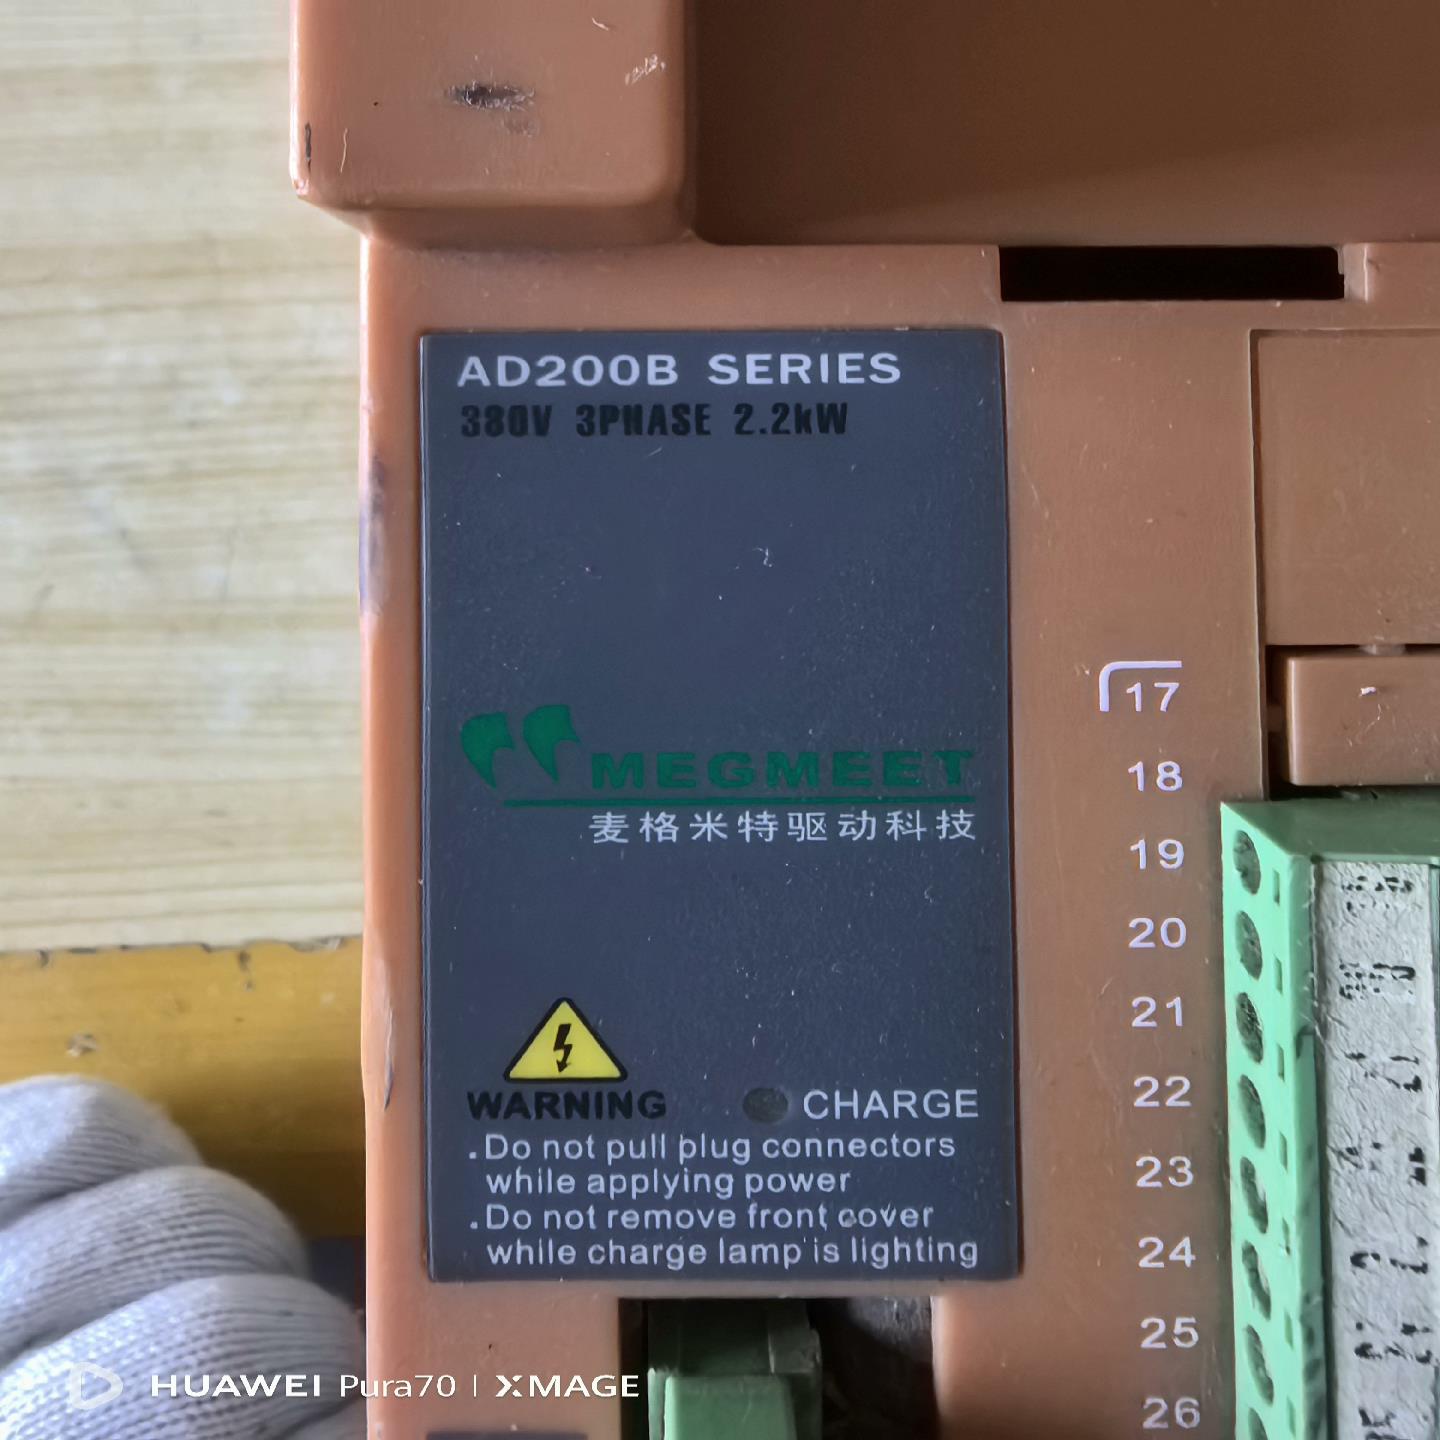 AD200B SERIES
380V 3PHASE 2.2kW
MEGMEET
麦格米特驱动科技
WARNING
CHARGE
.Do not pull plug connectors
while applying power
.Do not remove front cover
while charge lamp is lighting
17
18
19
20
21
22
23
24
25
26
HUAWEI Pura70 | XMAGE